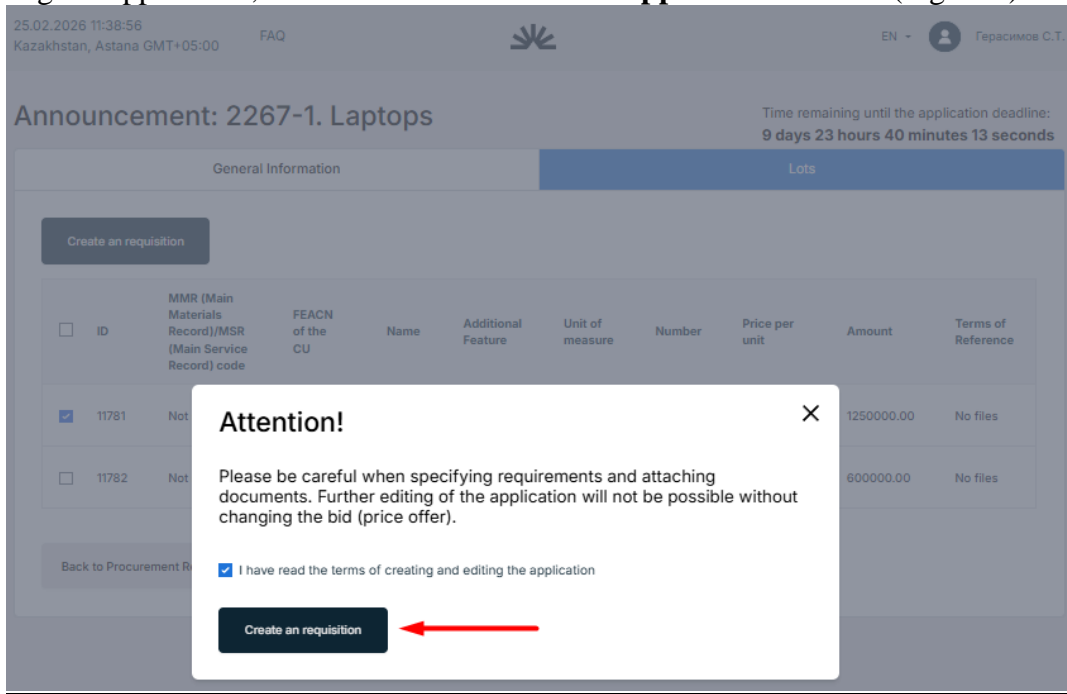 25.02.2026 11:38:56
Kazakhstan, Astana GMT+05:00
FAQ
EN
Герасимов С.Т.
Announcement: 2267-1. Laptops
Time remaining until the application deadline:
9 days 23 hours 40 minutes 13 seconds
General Information
Lots
Create an requisition
ID
MMR (Main
Materials
Record)/MSR
(Main Service
Record) code
FEACN
of the
CU
Name
Additional
Feature
Unit of
measure
Number
Price per
unit
Amount
Terms of
Reference
11781
Not
1250000.00
No files
11782
Not
600000.00
No files
Back to Procurement
Attention!
Please be careful when specifying requirements and attaching
documents. Further editing of the application will not be possible without
changing the bid (price offer).
I have read the terms of creating and editing the application
Create an requisition